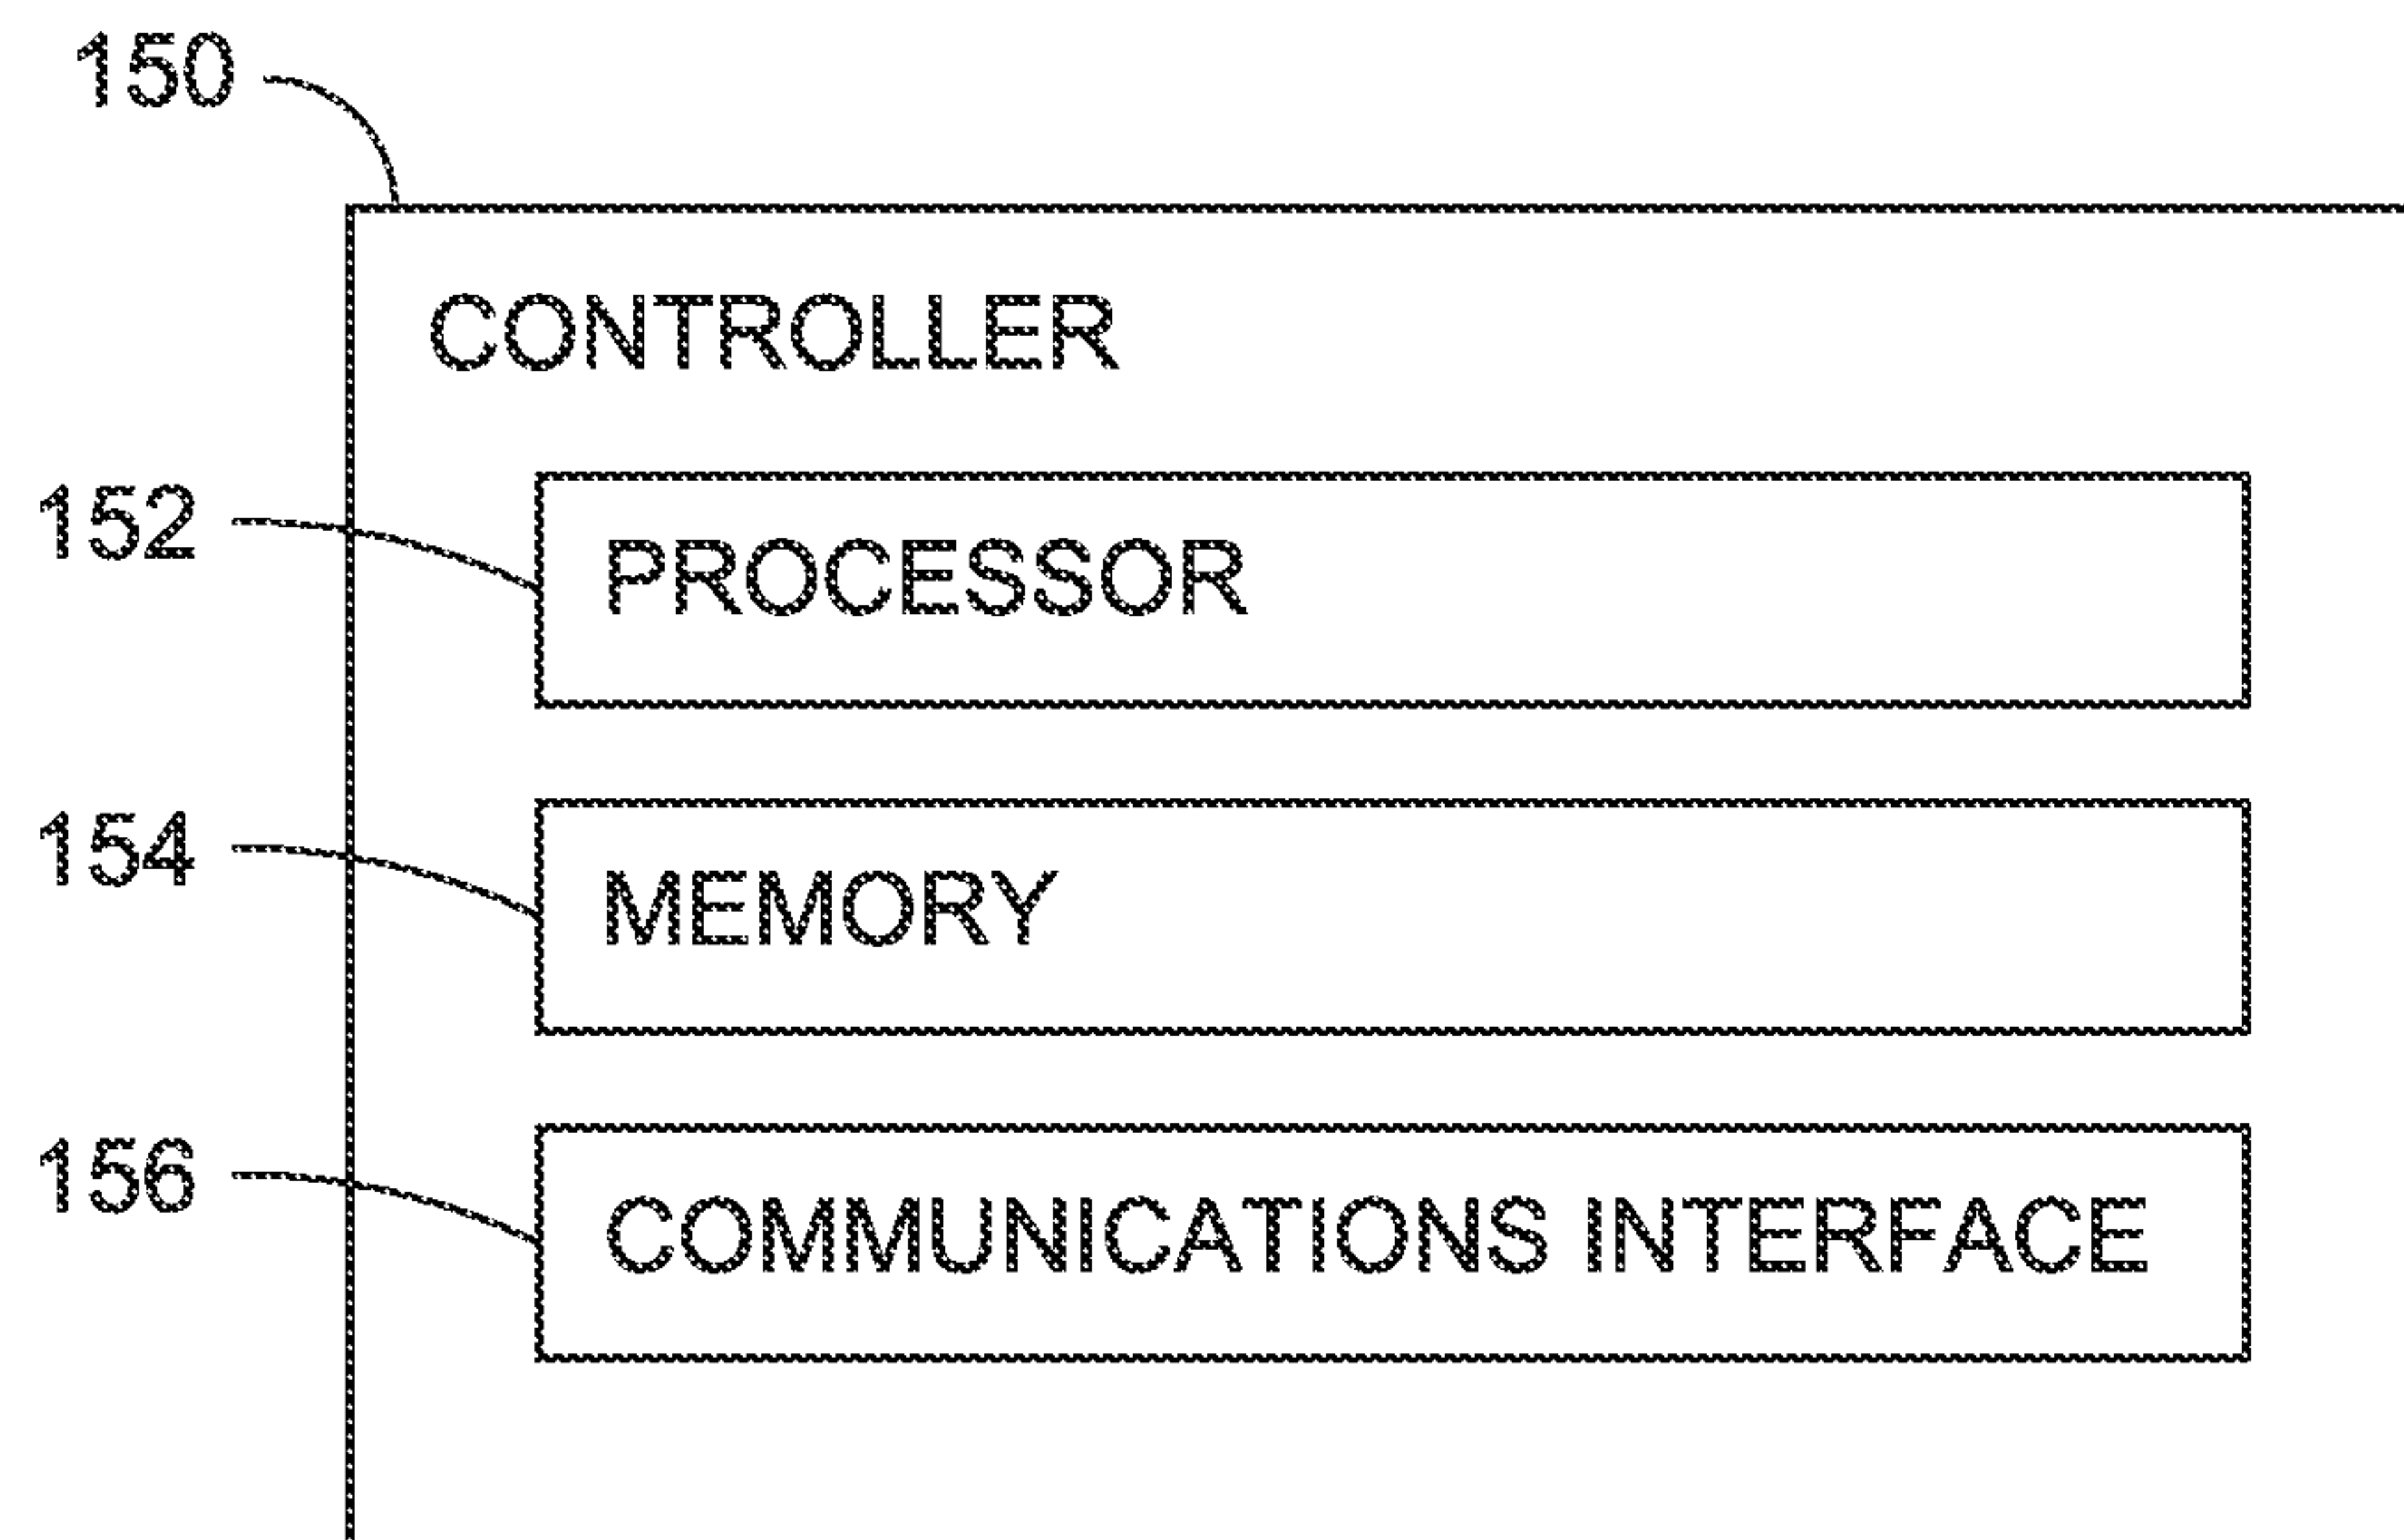 150
CONTROLLER
152
PROCESSOR
154
MEMORY
156
COMMUNICATIONS INTERFACE